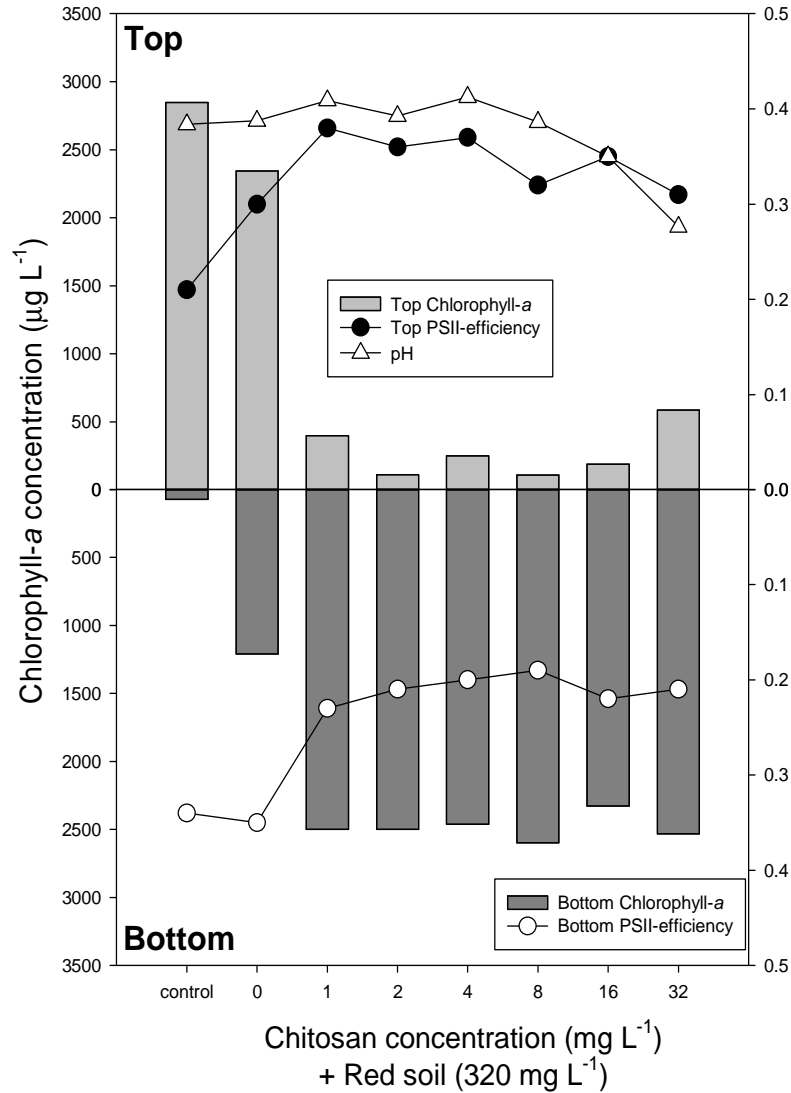 Top
Chlorophyll-a concentration (μg L-1)
3500
3000
2500
2000
1500
1000
500
0
500
1000
1500
2000
2500
3000
3500
0.5
0.4
0.3
0.2
0.1
0.0
0.0
0.1
0.2
0.3
0.4
0.5
Top Chlorophyll-a
Top PSII-efficiency
pH
Bottom Chlorophyll-a
Bottom PSII-efficiency
Bottom
control 0 1 2 4 8 16 32
Chitosan concentration (mg L-1)
+ Red soil (320 mg L-1)